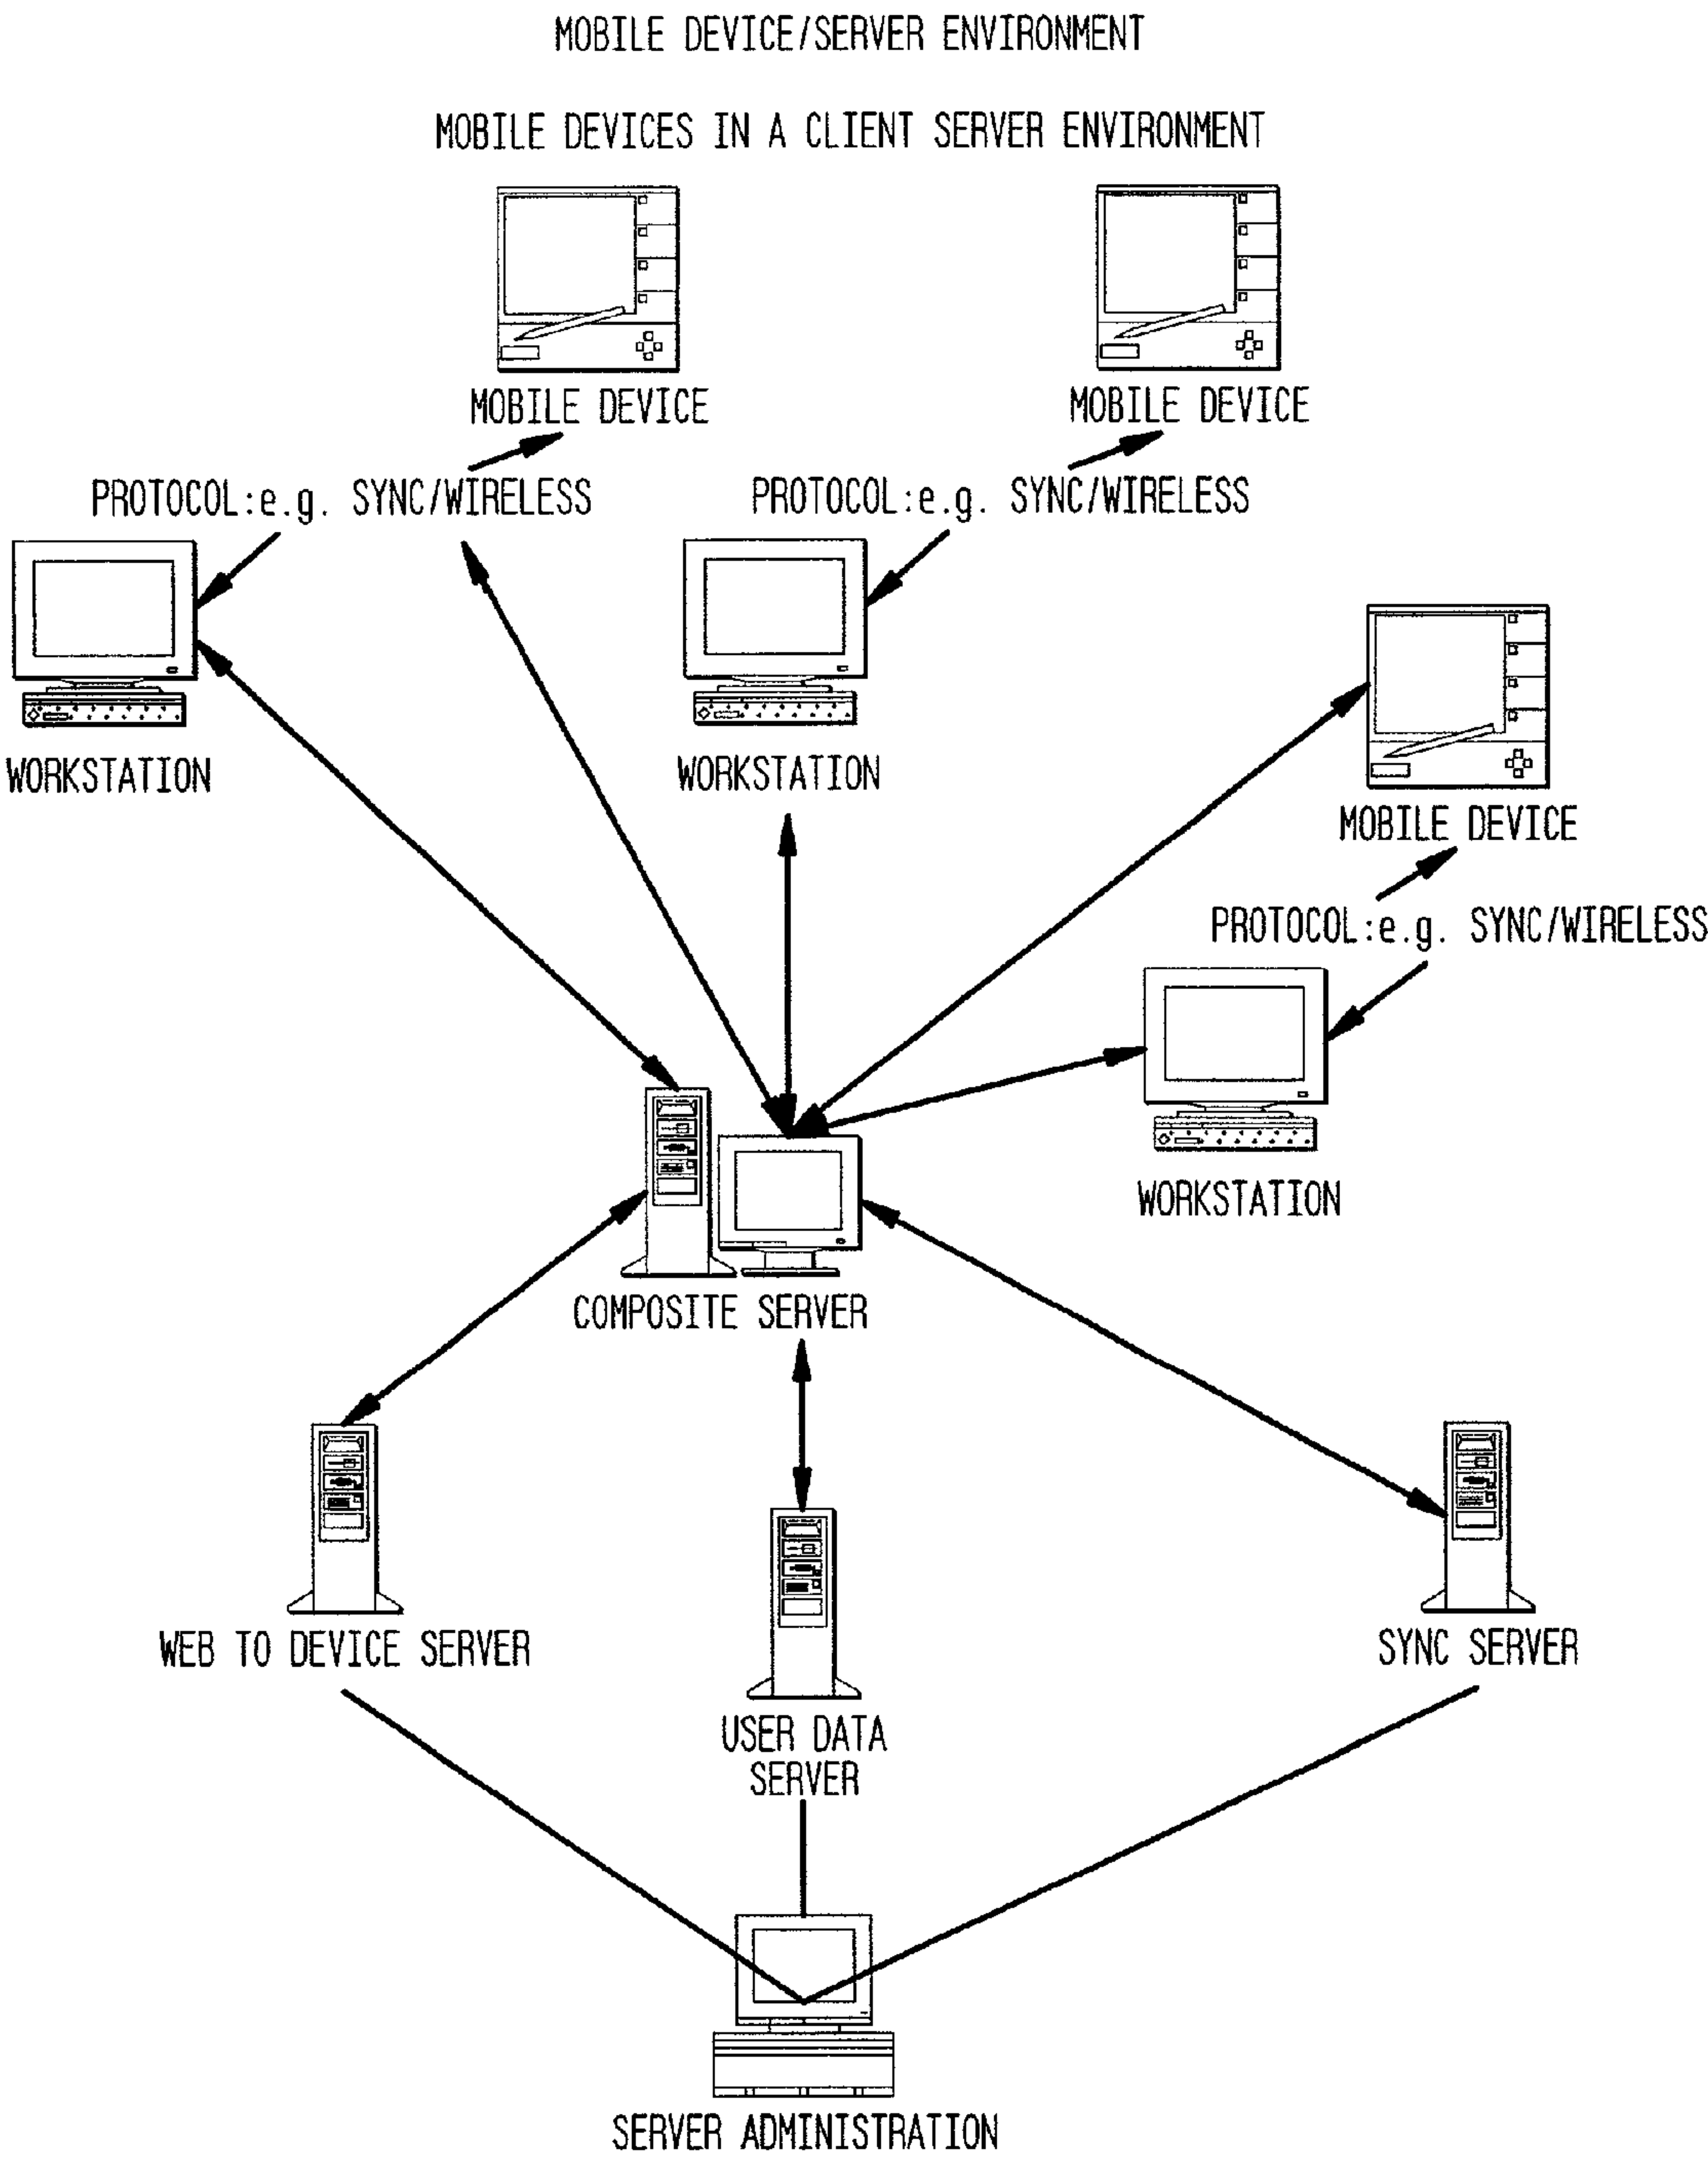 MOBILE DEVICE/SERVER ENVIRONMENT
MOBILE DEVICES IN A CLIENT SERVER ENVIRONMENT
MOBILE DEVICE
MOBILE DEVICE
PROTOCOL:e.g. SYNC/WIRELESS
PROTOCOL:e.g. SYNC/WIRELESS
WORKSTATION
WORKSTATION
MOBILE DEVICE
PROTOCOL:e.g. SYNC/WIRELESS
WORKSTATION
COMPOSITE SERVER
WEB TO DEVICE SERVER
SYNC SERVER
USER DATA
SERVER
SERVER ADMINISTRATION